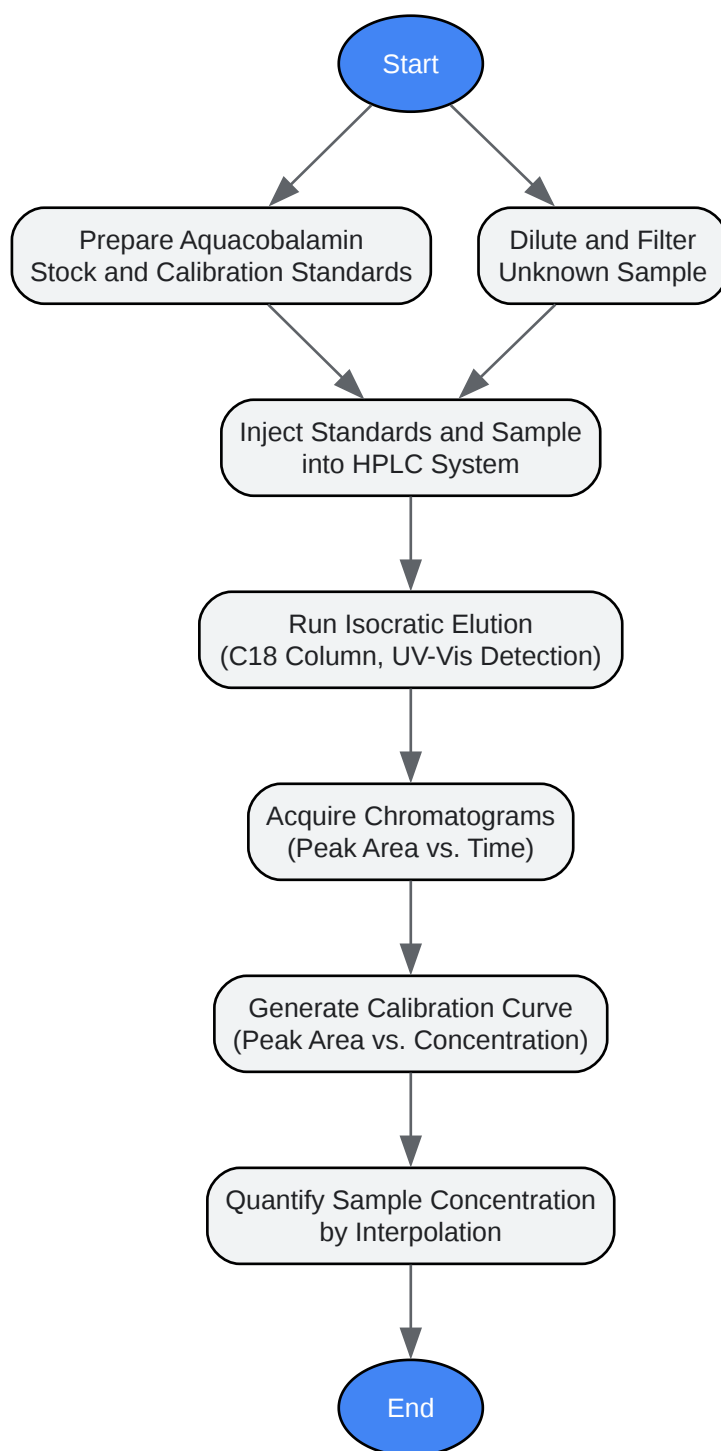 Start
Prepare Aquacobalamin
Stock and Calibration Standards
Dilute and Filter
Unknown Sample
Inject Standards and Sample
into HPLC System
Run Isocratic Elution
(C18 Column, UV-Vis Detection)
Acquire Chromatograms
(Peak Area vs. Time)
Generate Calibration Curve
(Peak Area vs. Concentration)
Quantify Sample Concentration
by Interpolation
End